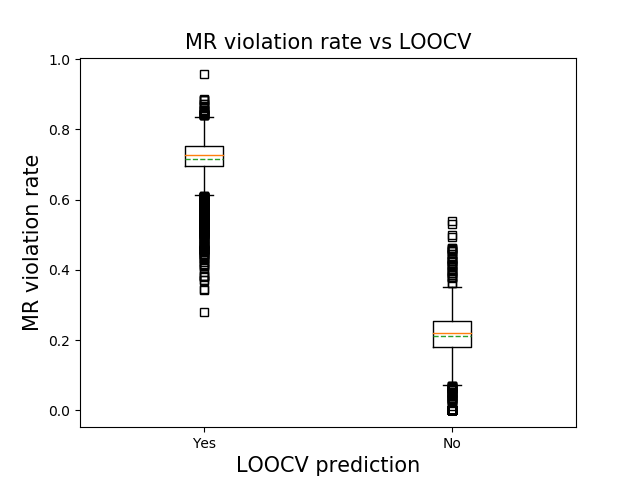 MR violation rate vs LOOCV
1.0
0.8
0.6
0.4
0.2
0.0
MR violation rate
Yes
No
LOOCV prediction